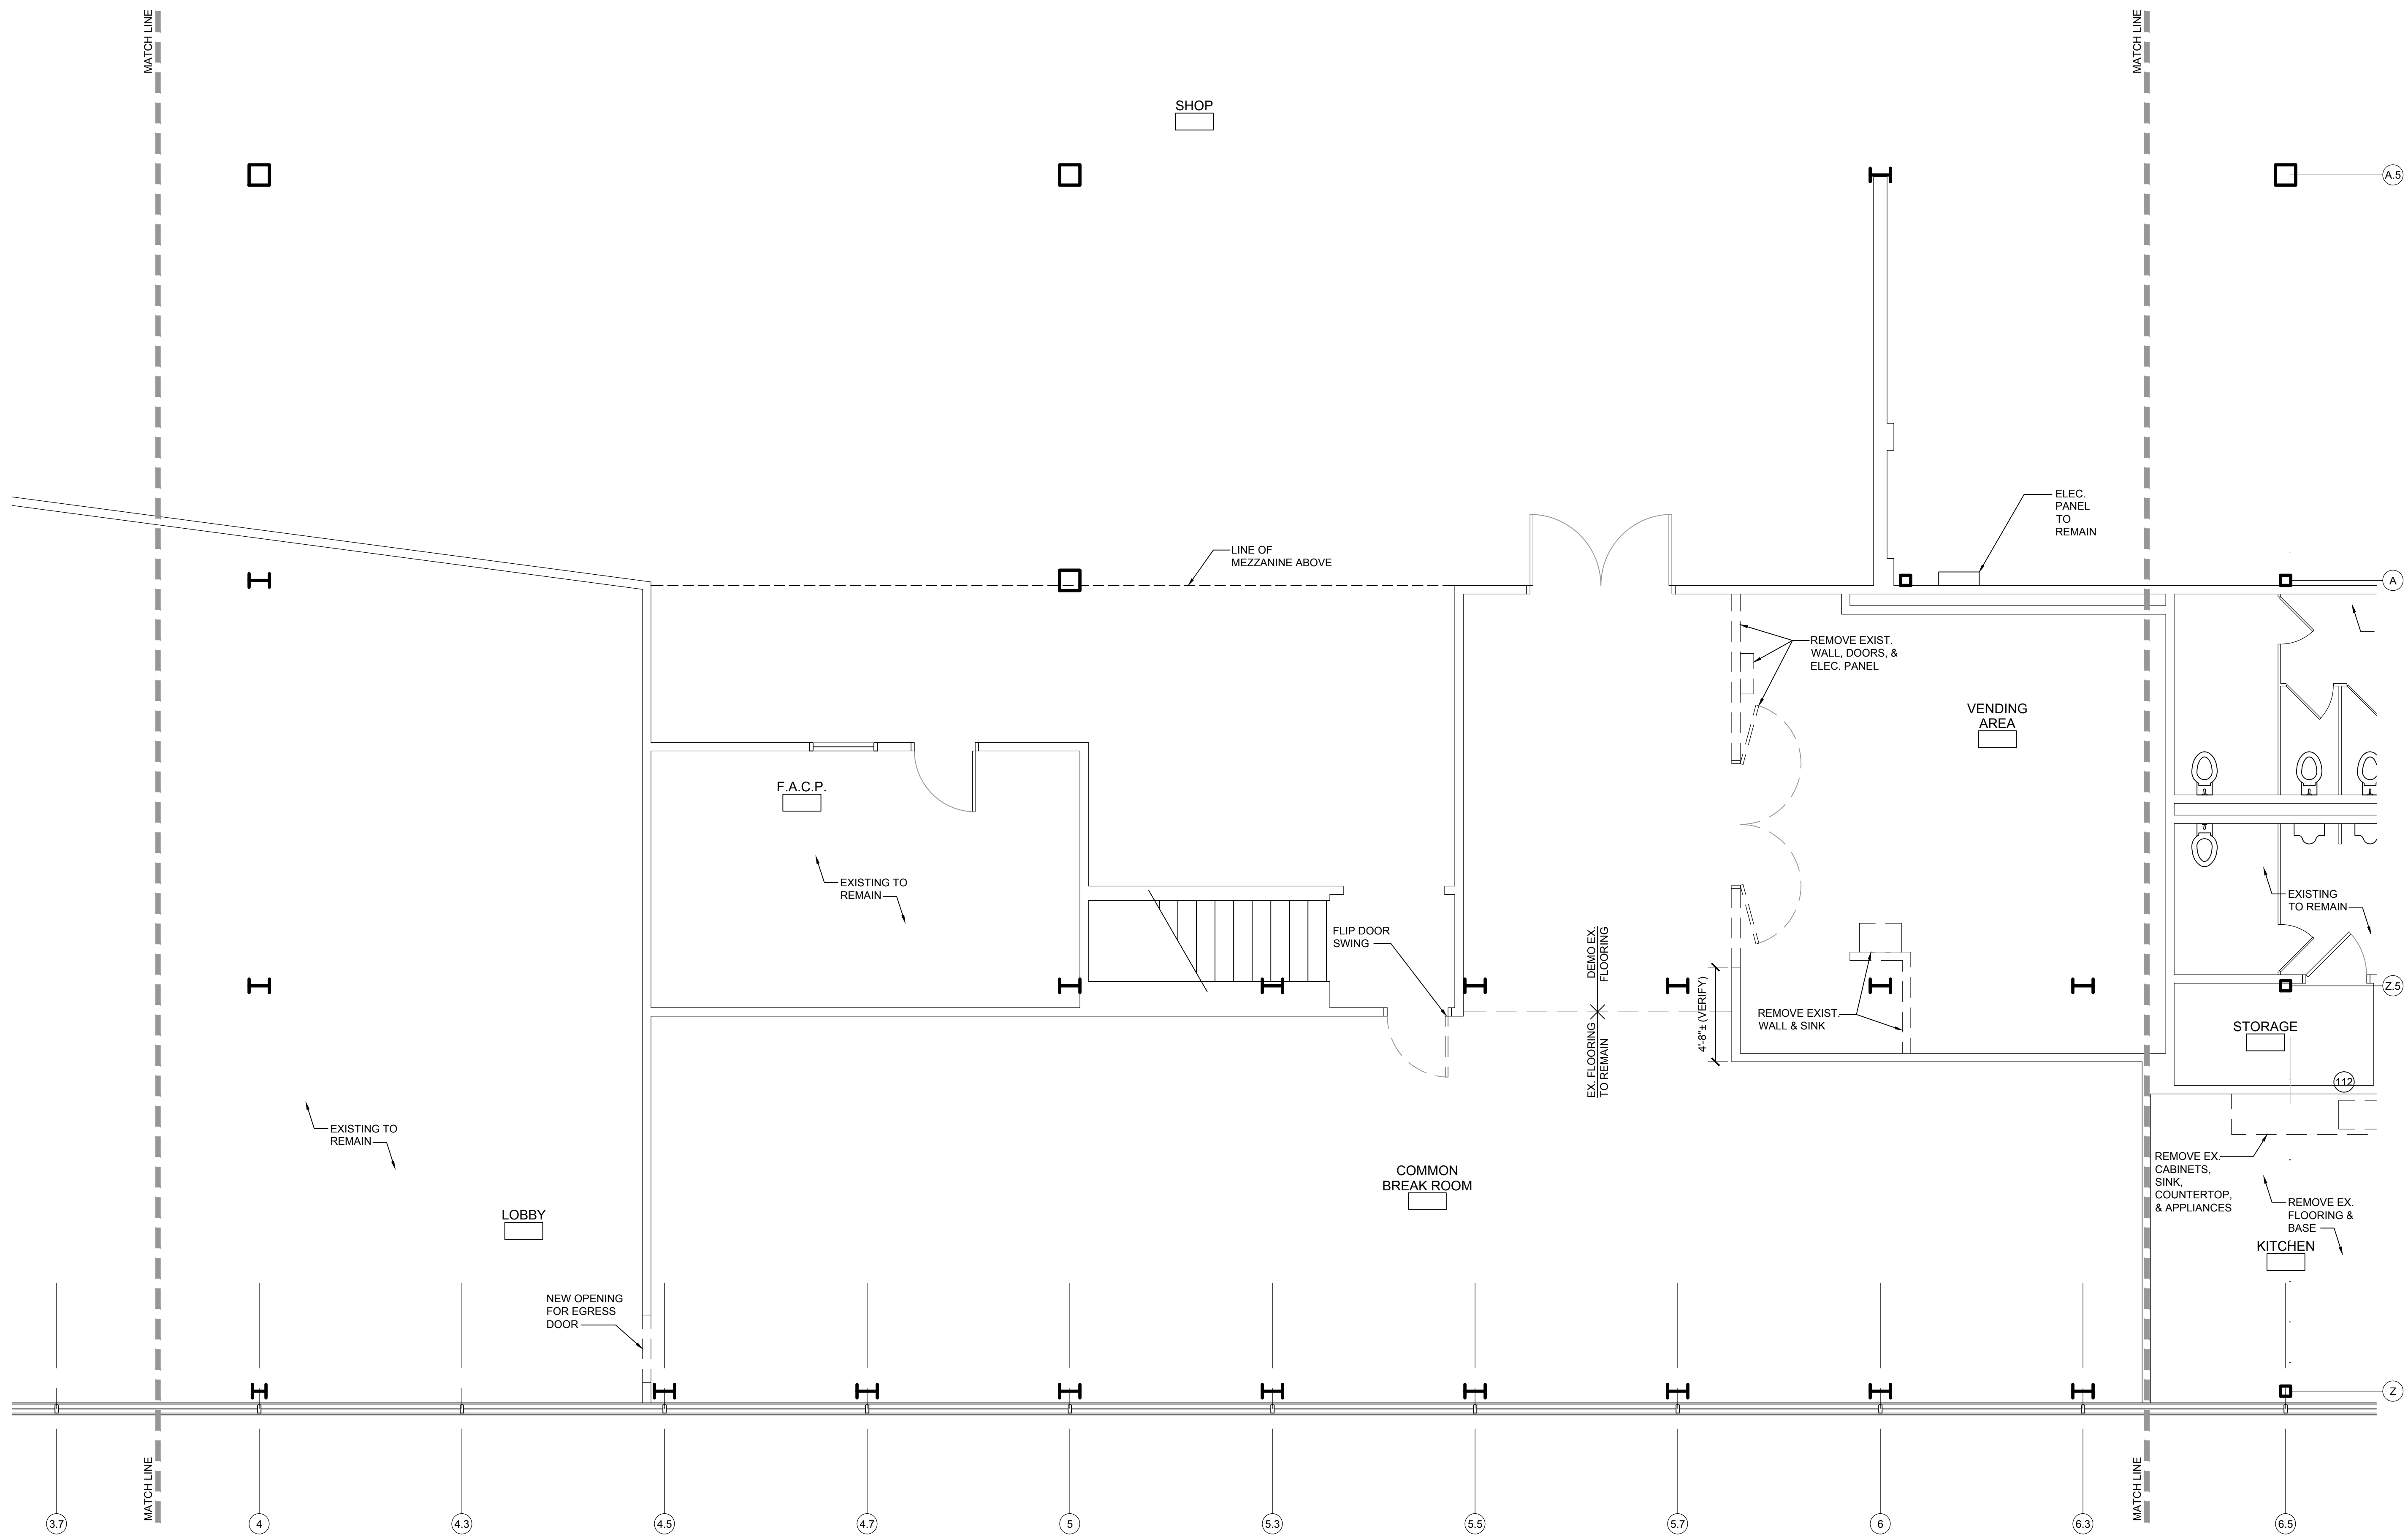 MATCH LINE
MATCH LINE
SHOP
A.5
ELEC.
PANEL
TO
REMAIN
LINE OF
MEZZANINE ABOVE
A
REMOVE EXIST.
WALL, DOORS, &
ELEC. PANEL
VENDING
AREA
F.A.C.P.
EXISTING TO
REMAIN
EXISTING
TO REMAIN
FLIP DOOR
SWING
DEMO EX.
FLOORING
EX. FLOORING
TO REMAIN
4'-8"± (VERIFY)
REMOVE EXIST.
WALL & SINK
Z.5
STORAGE
112
EXISTING TO
REMAIN
COMMON
BREAK ROOM
REMOVE EX.
CABINETS,
SINK,
COUNTERTOP,
& APPLIANCES
REMOVE EX.
FLOORING &
BASE
LOBBY
KITCHEN
NEW OPENING
FOR EGRESS
DOOR
Z
MATCH LINE
MATCH LINE
3.7
4
4.3
4.5
4.7
5
5.3
5.5
5.7
6
6.3
6.5